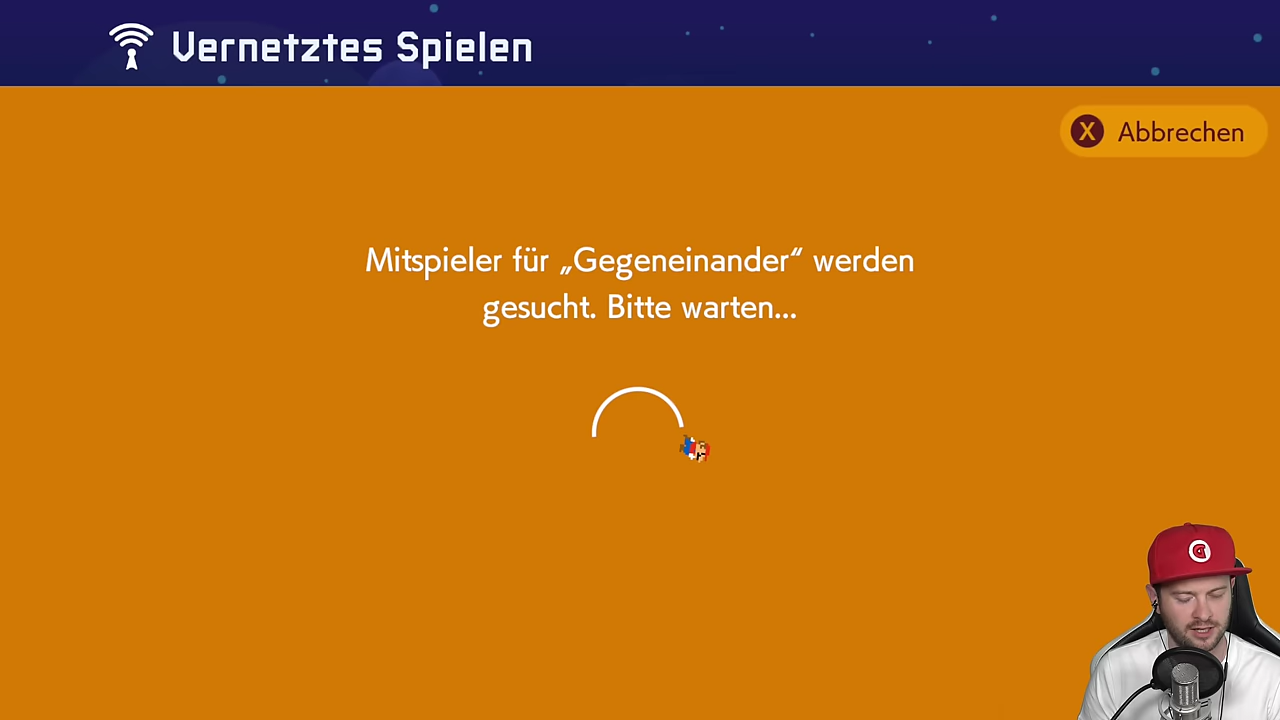 Vernetztes Spielen
X Abbrechen
Mitspieler für „Gegeneinander“ werden
gesucht. Bitte warten...